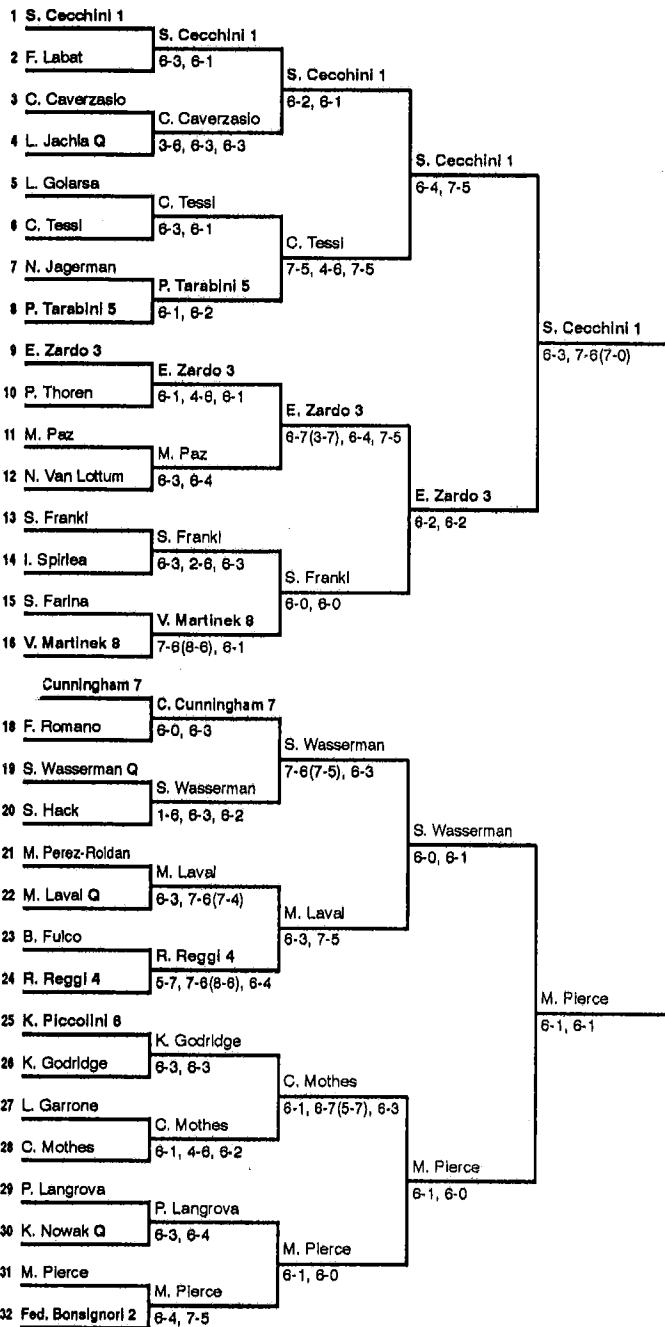 1 S. Cecchini 1
S. Cecchini 1
2 F. Labat
6-3, 6-1
S. Cecchini 1
6-2, 6-1
3 C. Caverzasio
C. Caverzasio
4 L. Jachia Q
3-6, 6-3, 6-3
S. Cecchini 1
6-4, 7-5
5 L. Golarsa
C. Tessi
6 C. Tessi
6-3, 6-1
C. Tessi
7-5, 4-6, 7-5
7 N. Jagerman
P. Tarabini 5
8 P. Tarabini 5
6-1, 6-2
S. Cecchini 1
6-3, 7-6(7-0)
9 E. Zardo 3
E. Zardo 3
10 P. Thoren
6-1, 4-6, 6-1
E. Zardo 3
6-7(3-7), 6-4, 7-5
11 M. Paz
M. Paz
12 N. Van Lottum
6-3, 6-4
E. Zardo 3
6-2, 6-2
13 S. Frankl
S. Frankl
14 I. Spirlea
6-3, 2-6, 6-3
S. Frankl
6-0, 6-0
15 S. Farina
V. Martinek 8
16 V. Martinek 8
7-6(8-6), 6-1
Cunningham 7
C. Cunningham 7
18 F. Romano
6-0, 6-3
S. Wasserman
7-6(7-5), 6-3
19 S. Wasserman Q
S. Wasserman
20 S. Hack
1-6, 6-3, 6-2
S. Wasserman
6-0, 6-1
21 M. Perez-Roldan
M. Laval
22 M. Laval Q
6-3, 7-6(7-4)
M. Laval
6-3, 7-5
23 B. Fulco
R. Reggi 4
24 R. Reggi 4
5-7, 7-6(8-6), 6-4
M. Pierce
6-1, 6-1
25 K. Piccolini 6
K. Godridge
26 K. Godridge
6-3, 6-3
C. Mothes
6-1, 6-7(5-7), 6-3
27 L. Garrone
C. Mothes
28 C. Mothes
6-1, 4-6, 6-2
M. Pierce
6-1, 6-0
29 P. Langrova
P. Langrova
30 K. Nowak Q
6-3, 6-4
M. Pierce
6-1, 6-0
31 M. Pierce
M. Pierce
32 Fed. Bonsignori 2
6-4, 7-5